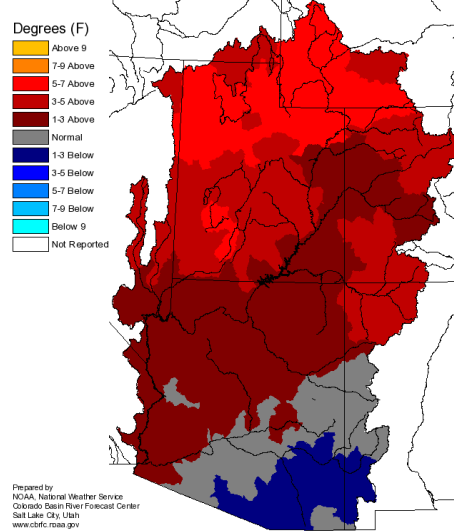 Degrees (F)
Above 9
7-9 Above
5-7 Above
3-5 Above
1-3 Above
Normal
1-3 Below
3-5 Below
5-7 Below
7-9 Below
Below 9
Not Reported
Prepared by
NOAA, National Weather Service
Colorado Basin River Forecast Center
Salt Lake City, Utah
www.cbrfc.noaa.gov